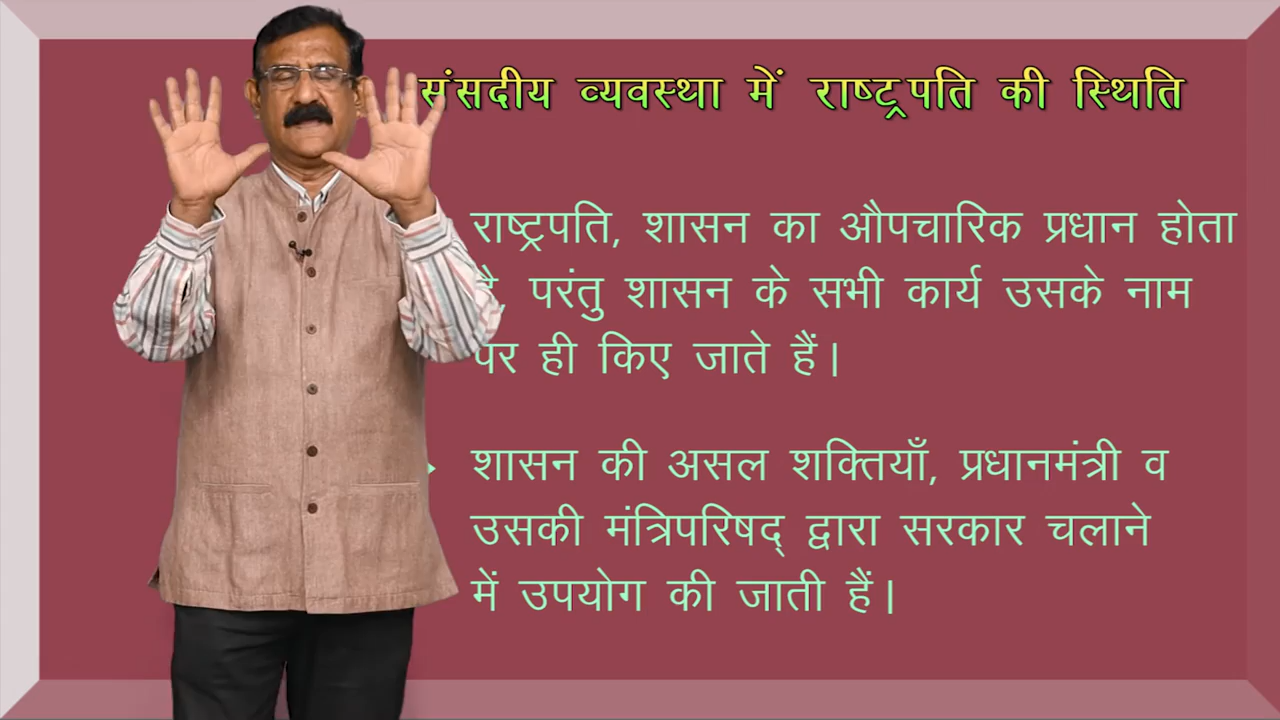 संसदीय व्यवस्था में राष्ट्रपति की स्थिति
राष्ट्रपति, शासन का औपचारिक प्रधान होता
है, परंतु शासन के सभी कार्य उसके नाम
पर ही किए जाते हैं|
शासन की असल शक्तियाँ, प्रधानमंत्री व
उसकी मंत्रिपरिषद् द्वारा सरकार चलाने
में उपयोग की जाती हैं|